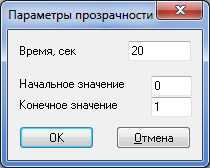 Параметры прозрачности
Время, сек 20
Начальное значение 0
Конечное значение 1
OK Отмена